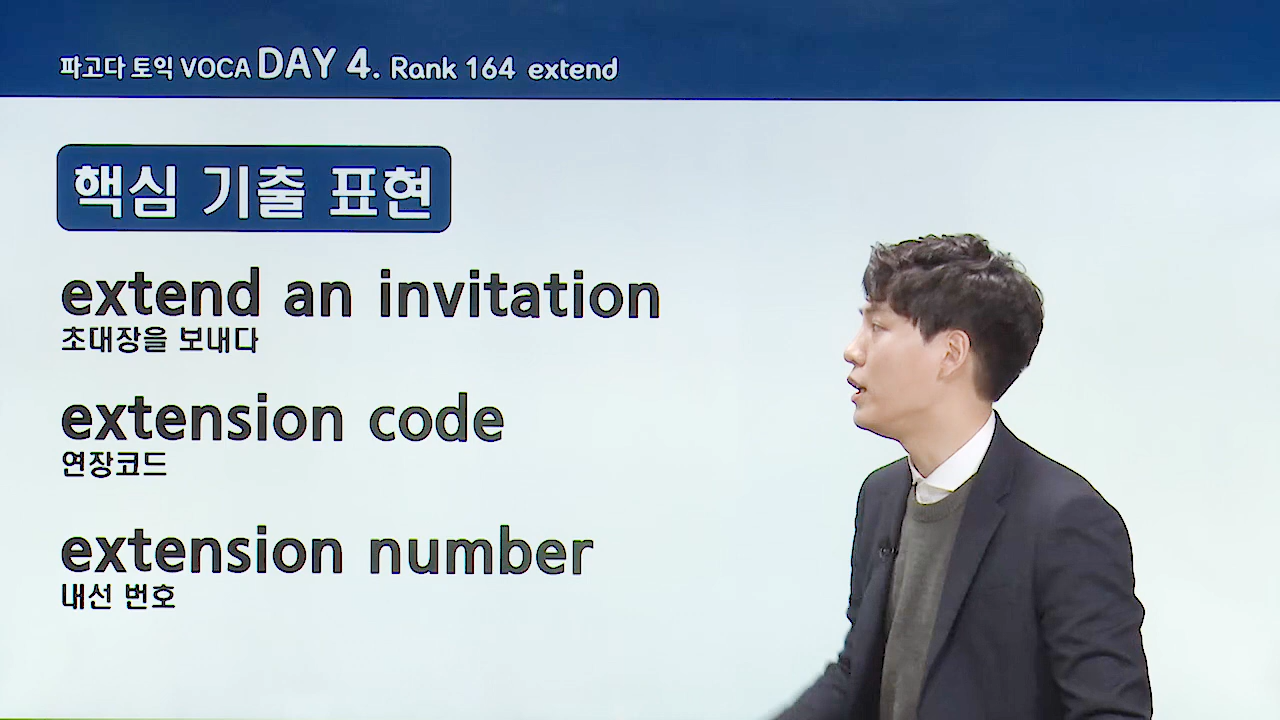 파고다 토익 VOCA DAY 4. Rank 164 extend
핵심 기출 표현
extend an invitation
초대장을 보내다
extension code
연장코드
extension number
내선 번호